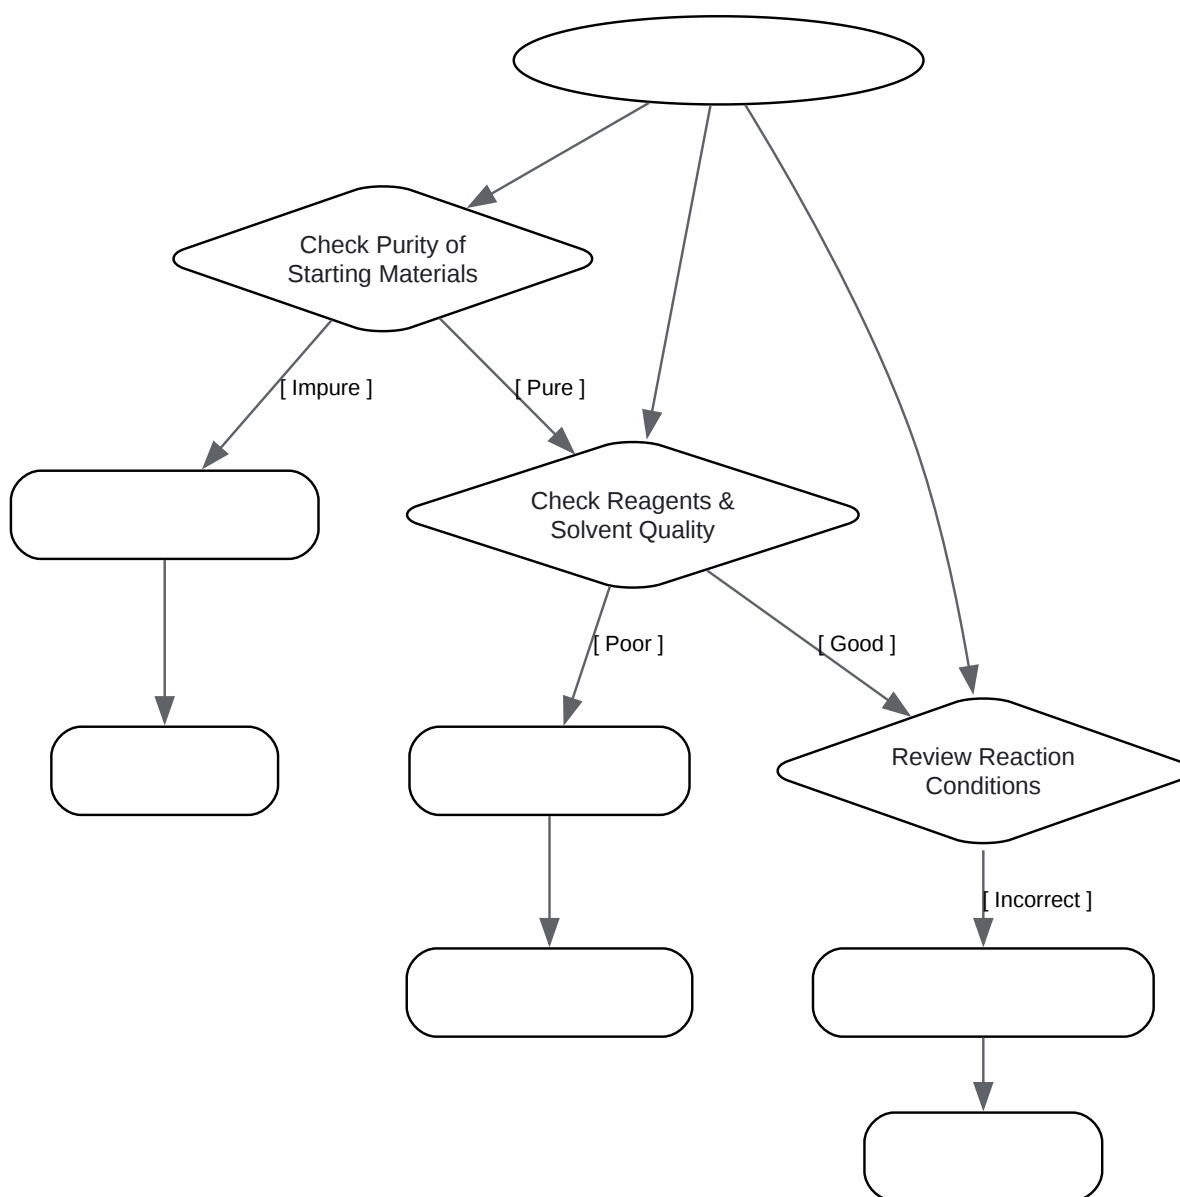 Check Purity of
Starting Materials
[ Impure ]
[ Pure ]
Check Reagents &
Solvent Quality
[ Poor ]
[ Good ]
Review Reaction
Conditions
[ Incorrect ]